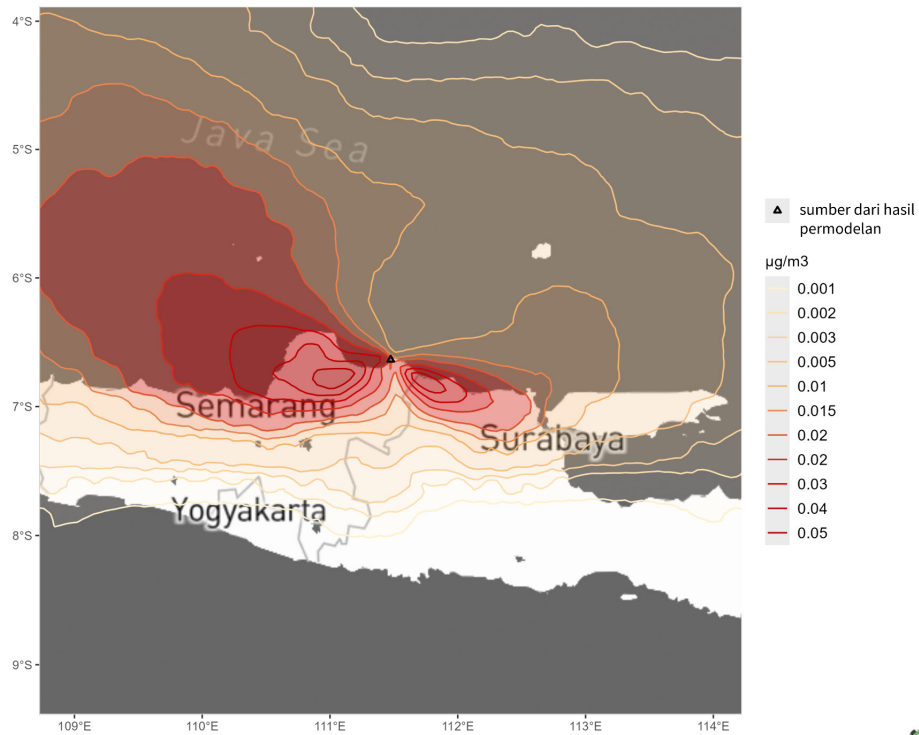 4°S
5°S
6°S
7°S
8°S
9°S
109°E
110°E
111°E
112°E
113°E
114°E
Java Sea
Semarang
Surabaya
Yogyakarta
sumber dari hasil
permodelan
µg/m3
0.001
0.002
0.003
0.005
0.01
0.015
0.02
0.02
0.03
0.04
0.05